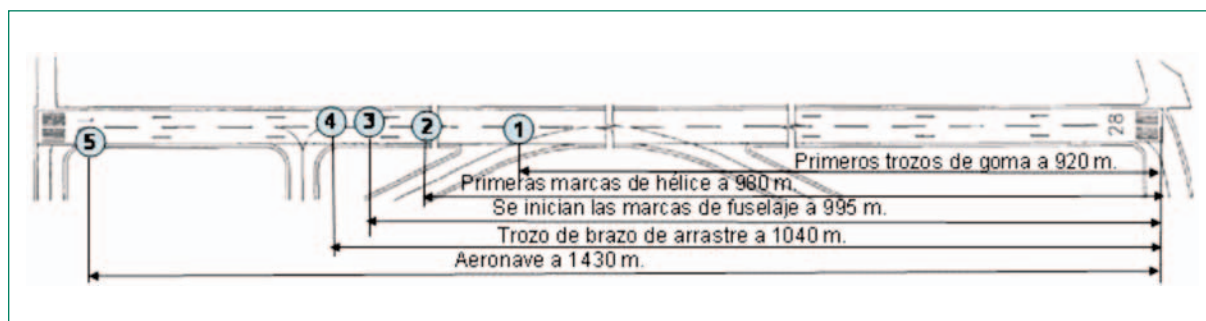 4 3 2 1
5
28
Primeros trozos de goma a 920 m.
Primeras marcas de hélice a 980 m.
Se inician las marcas de fuselaje a 995 m.
Trozo de brazo de arrastre a 1040 m.
Aeronave a 1430 m.